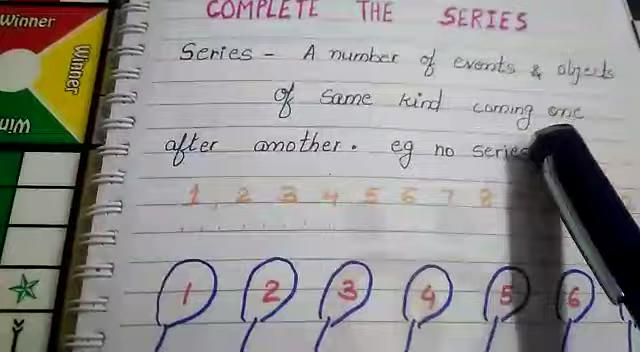 Winner
Winner
Win
COMPLETE THE SERIES
Series - A number of events & objects
of same kind coming one
after another. eg no series
1 2 3 4 5 6 7 8
1 2 3 4 5 6